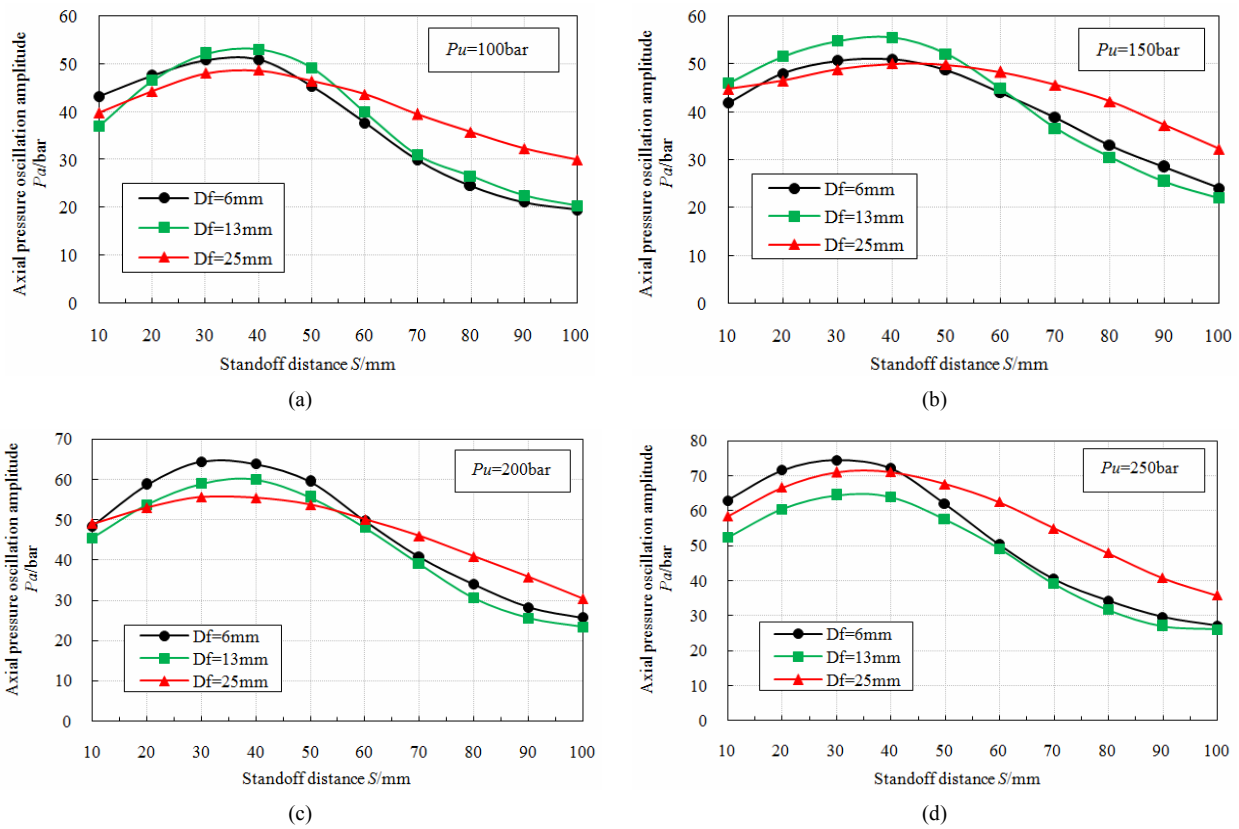 Axial pressure oscillation amplitude
Pa/bar
60
50
40
30
20
10
0
Pu=100bar
Df=6mm
Df=13mm
Df=25mm
10 20 30 40 50 60 70 80 90 100
Standoff distance S/mm
(a)
Axial pressure oscillation amplitude
Pa/bar
60
50
40
30
20
10
0
Pu=150bar
Df=6mm
Df=13mm
Df=25mm
10 20 30 40 50 60 70 80 90 100
Standoff distance S/mm
(b)
Axial pressure oscillation amplitude
Pa/bar
70
60
50
40
30
20
10
0
Pu=200bar
Df=6mm
Df=13mm
Df=25mm
10 20 30 40 50 60 70 80 90 100
Standoff distance S/mm
(c)
Axial pressure oscillation amplitude
Pa/bar
80
70
60
50
40
30
20
10
0
Pu=250bar
Df=6mm
Df=13mm
Df=25mm
10 20 30 40 50 60 70 80 90 100
Standoff distance S/mm
(d)